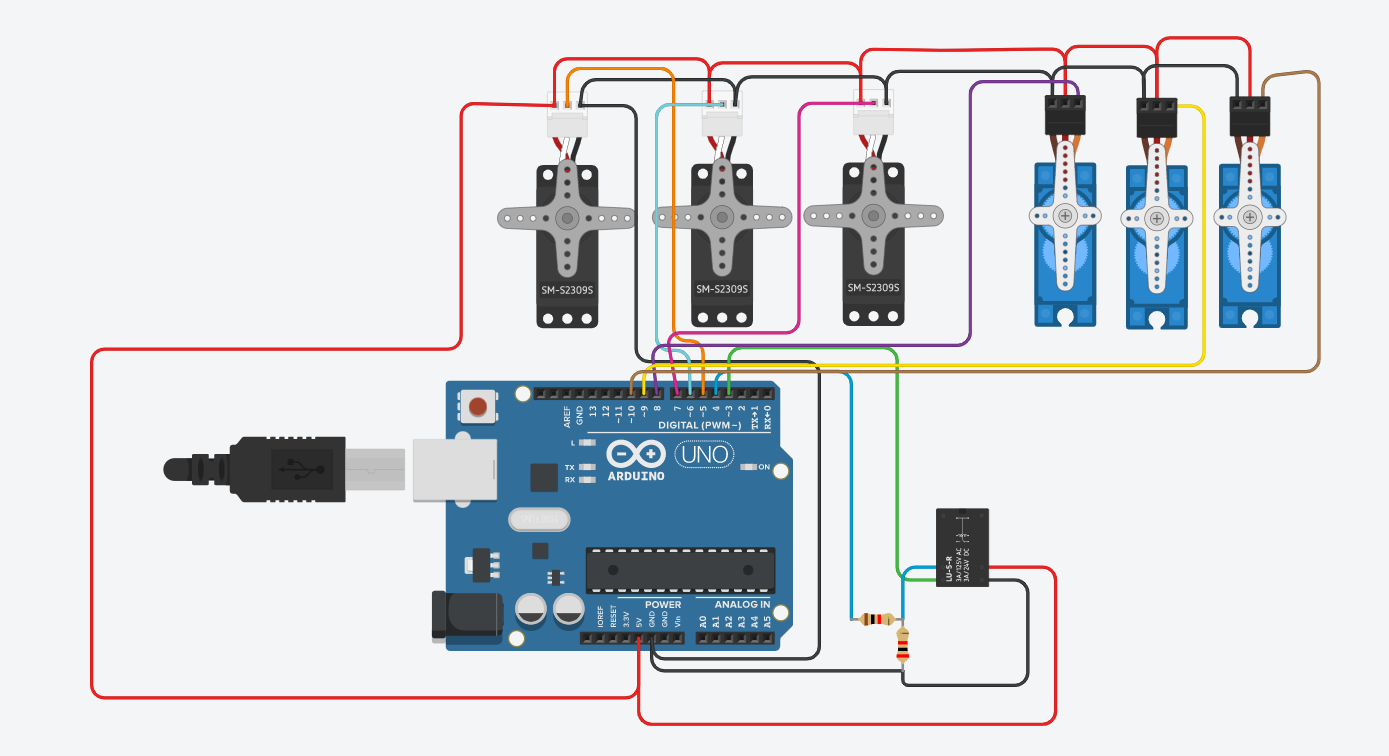 SM-S2309S
SM-S2309S
SM-S2309S
AREF
GND
13
12
~11
~10
~9
8
7
~6
~5
4
~3
2
TX→1
RX←0
DIGITAL (PWM~)
L
TX
RX
ARDUINO
UNO
ON
LU-5-R
3A/125V AC
3A/24V DC
POWER
ANALOG IN
IOREF
RESET
3.3V
5V
GND
GND
Vin
A0
A1
A2
A3
A4
A5